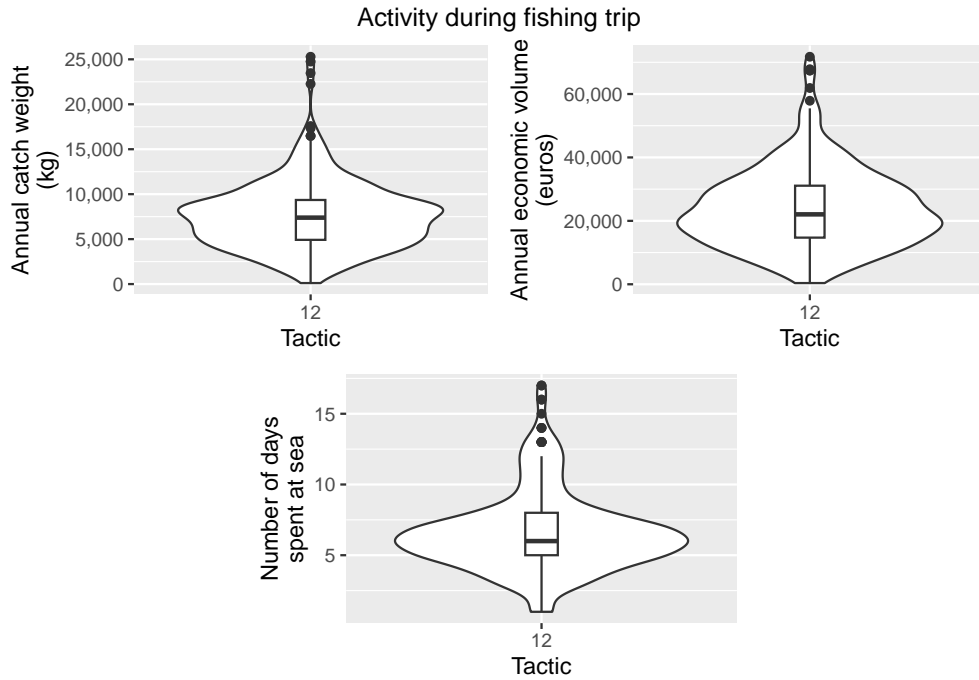 Activity during fishing trip
Annual catch weight
(kg)
25,000
20,000
15,000
10,000
5,000
0
12
Tactic
Annual economic volume
(euros)
60,000
40,000
20,000
0
12
Tactic
Number of days
spent at sea
15
10
5
12
Tactic